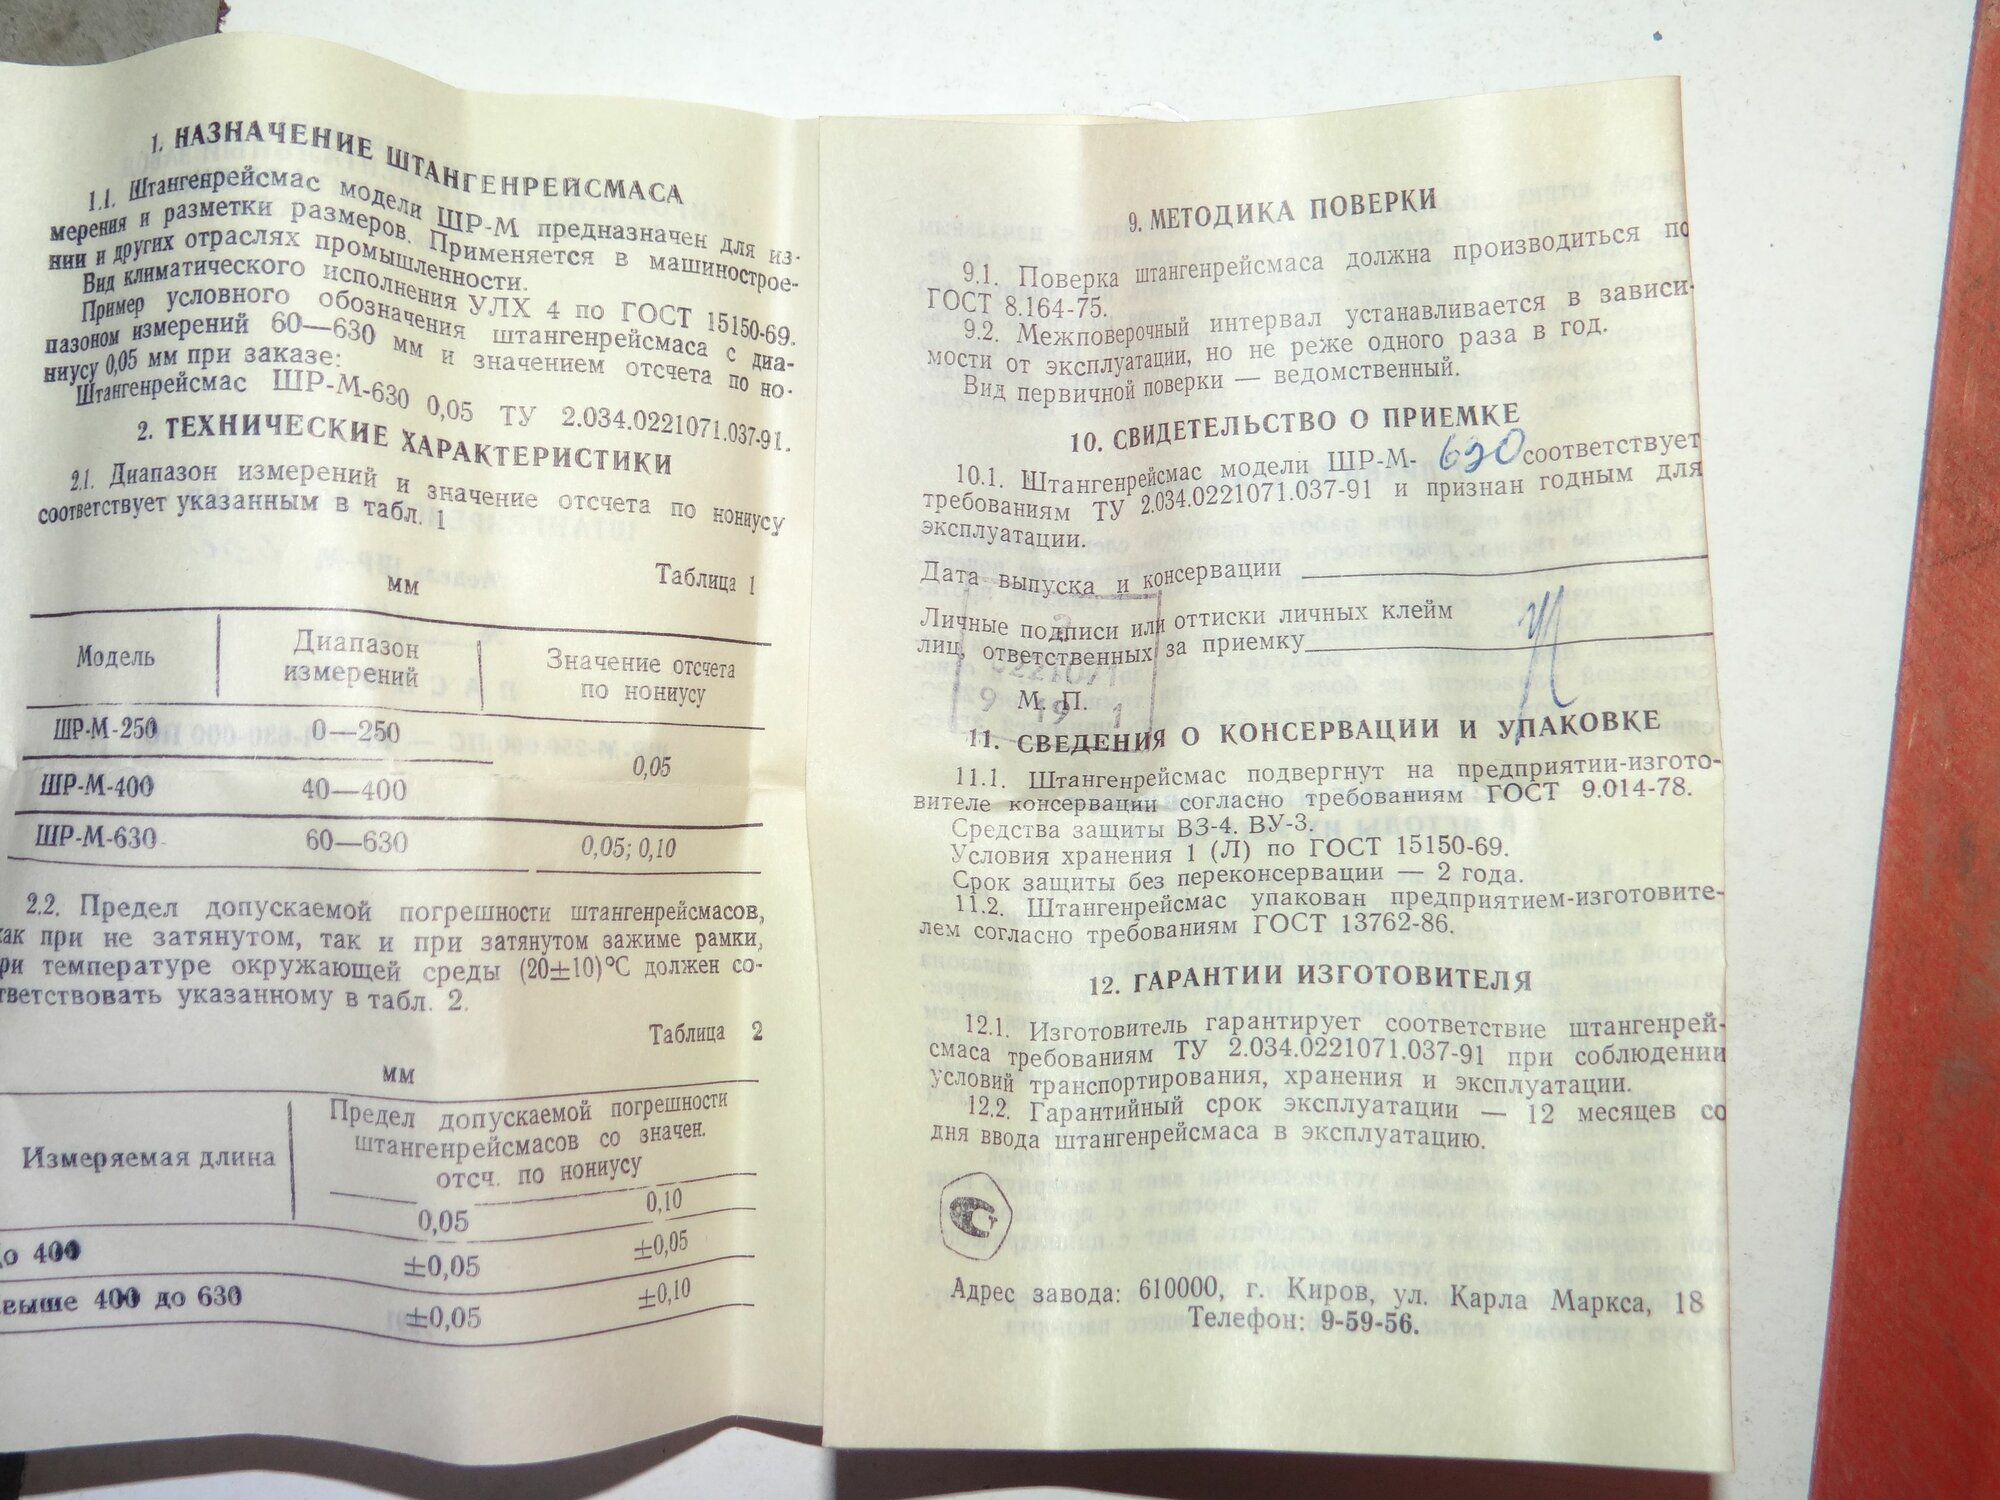 1. НАЗНАЧЕНИЕ ШТАНГЕНРЕЙСМАСА
1.1. Штангенрейсмас модели ШР-М предназначен для из-
мерения и разметки размеров. Применяется в машинострое-
нии и других отраслях промышленности.
Вид климатического исполнения УЛХ 4 по ГОСТ 15150-69.
Пример условного обозначения штангенрейсмаса с диа-
пазоном измерений 60—630 мм и значением отсчета по но-
ниусу 0,05 мм при заказе:
Штангенрейсмас ШР-М-630 0,05 ТУ 2.034.0221071.037-91.
2. ТЕХНИЧЕСКИЕ ХАРАКТЕРИСТИКИ
2.1. Диапазон измерений и значение отсчета по нониусу
соответствует указанным в табл. 1
Таблица 1
мм
Модель
Диапазон
измерений
Значение отсчета
по нониусу
ШР-М-250 0—250
0,05
ШР-М-400 40—400
ШР-М-630 60—630 0,05; 0,10
2.2. Предел допускаемой погрешности штангенрейсмасов,
ак при не затянутом, так и при затянутом зажиме рамки,
ри температуре окружающей среды (20±10)°С должен со-
тветствовать указанному в табл. 2.
Таблица 2
мм
Измеряемая длина
Предел допускаемой погрешности
штангенрейсмасов со значен.
отсч. по нониусу
0,05 0,10
о 400 ±0,05 ±0,05
выше 400 до 630 ±0,05 ±0,10
9. МЕТОДИКА ПОВЕРКИ
9.1. Поверка штангенрейсмаса должна производиться по
ГОСТ 8.164-75.
9.2. Межповерочный интервал устанавливается в зависи-
мости от эксплуатации, но не реже одного раза в год.
Вид первичной поверки — ведомственный.
10. СВИДЕТЕЛЬСТВО О ПРИЕМКЕ
10.1. Штангенрейсмас модели ШР-М- 630 соответствует
требованиям ТУ 2.034.0221071.037-91 и признан годным для
эксплуатации.
Дата выпуска и консервации
Личные подписи или оттиски личных клейм
лиц, ответственных за приемку
0221071
М. П.
9 19 1
11. СВЕДЕНИЯ О КОНСЕРВАЦИИ И УПАКОВКЕ
11.1. Штангенрейсмас подвергнут на предприятии-изгото-
вителе консервации согласно требованиям ГОСТ 9.014-78.
Средства защиты ВЗ-4. ВУ-3.
Условия хранения 1 (Л) по ГОСТ 15150-69.
Срок защиты без переконсервации — 2 года.
11.2. Штангенрейсмас упакован предприятием-изготовите-
лем согласно требованиям ГОСТ 13762-86.
12. ГАРАНТИИ ИЗГОТОВИТЕЛЯ
12.1. Изготовитель гарантирует соответствие штангенрей-
смаса требованиям ТУ 2.034.0221071.037-91 при соблюдении
условий транспортирования, хранения и эксплуатации.
12.2. Гарантийный срок эксплуатации — 12 месяцев со
дня ввода штангенрейсмаса в эксплуатацию.
Адрес завода: 610000, г. Киров, ул. Карла Маркса, 18
Телефон: 9-59-56.